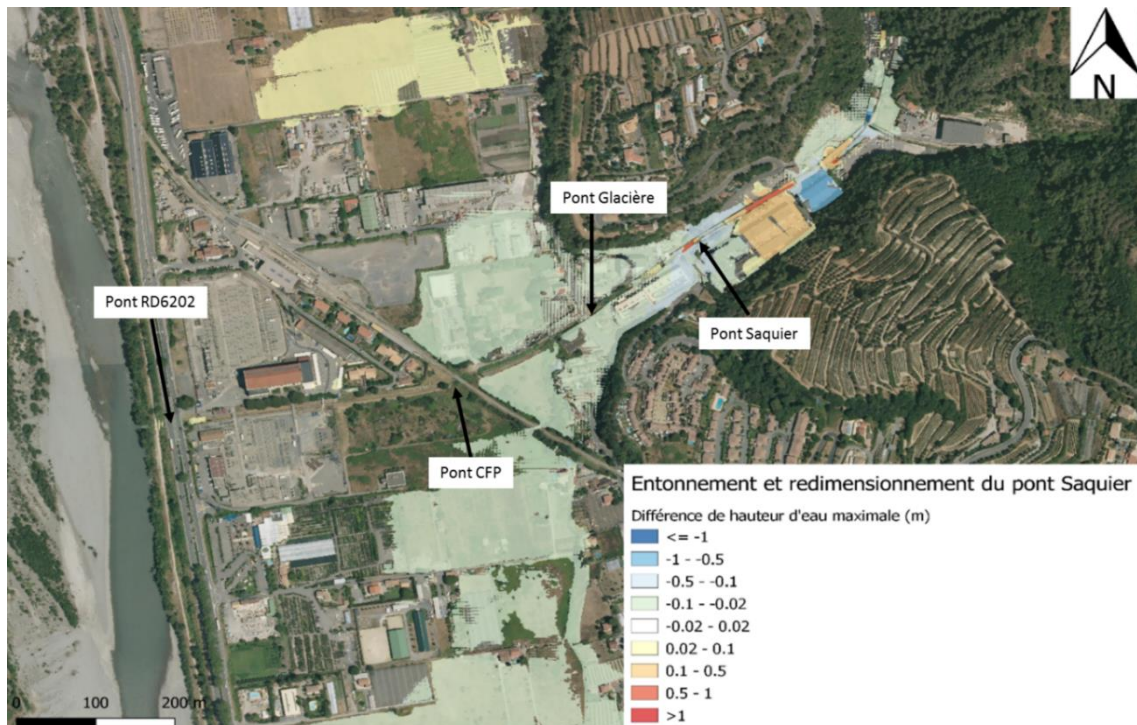 N
Pont Glacière
Pont RD6202
Pont Saquier
Pont CFP
Entonnement et redimensionnement du pont Saquier
Différence de hauteur d'eau maximale (m)
<= -1
-1 - -0.5
-0.5 - -0.1
-0.1 - -0.02
-0.02 - 0.02
0.02 - 0.1
0.1 - 0.5
0.5 - 1
>1
0 100 200 m